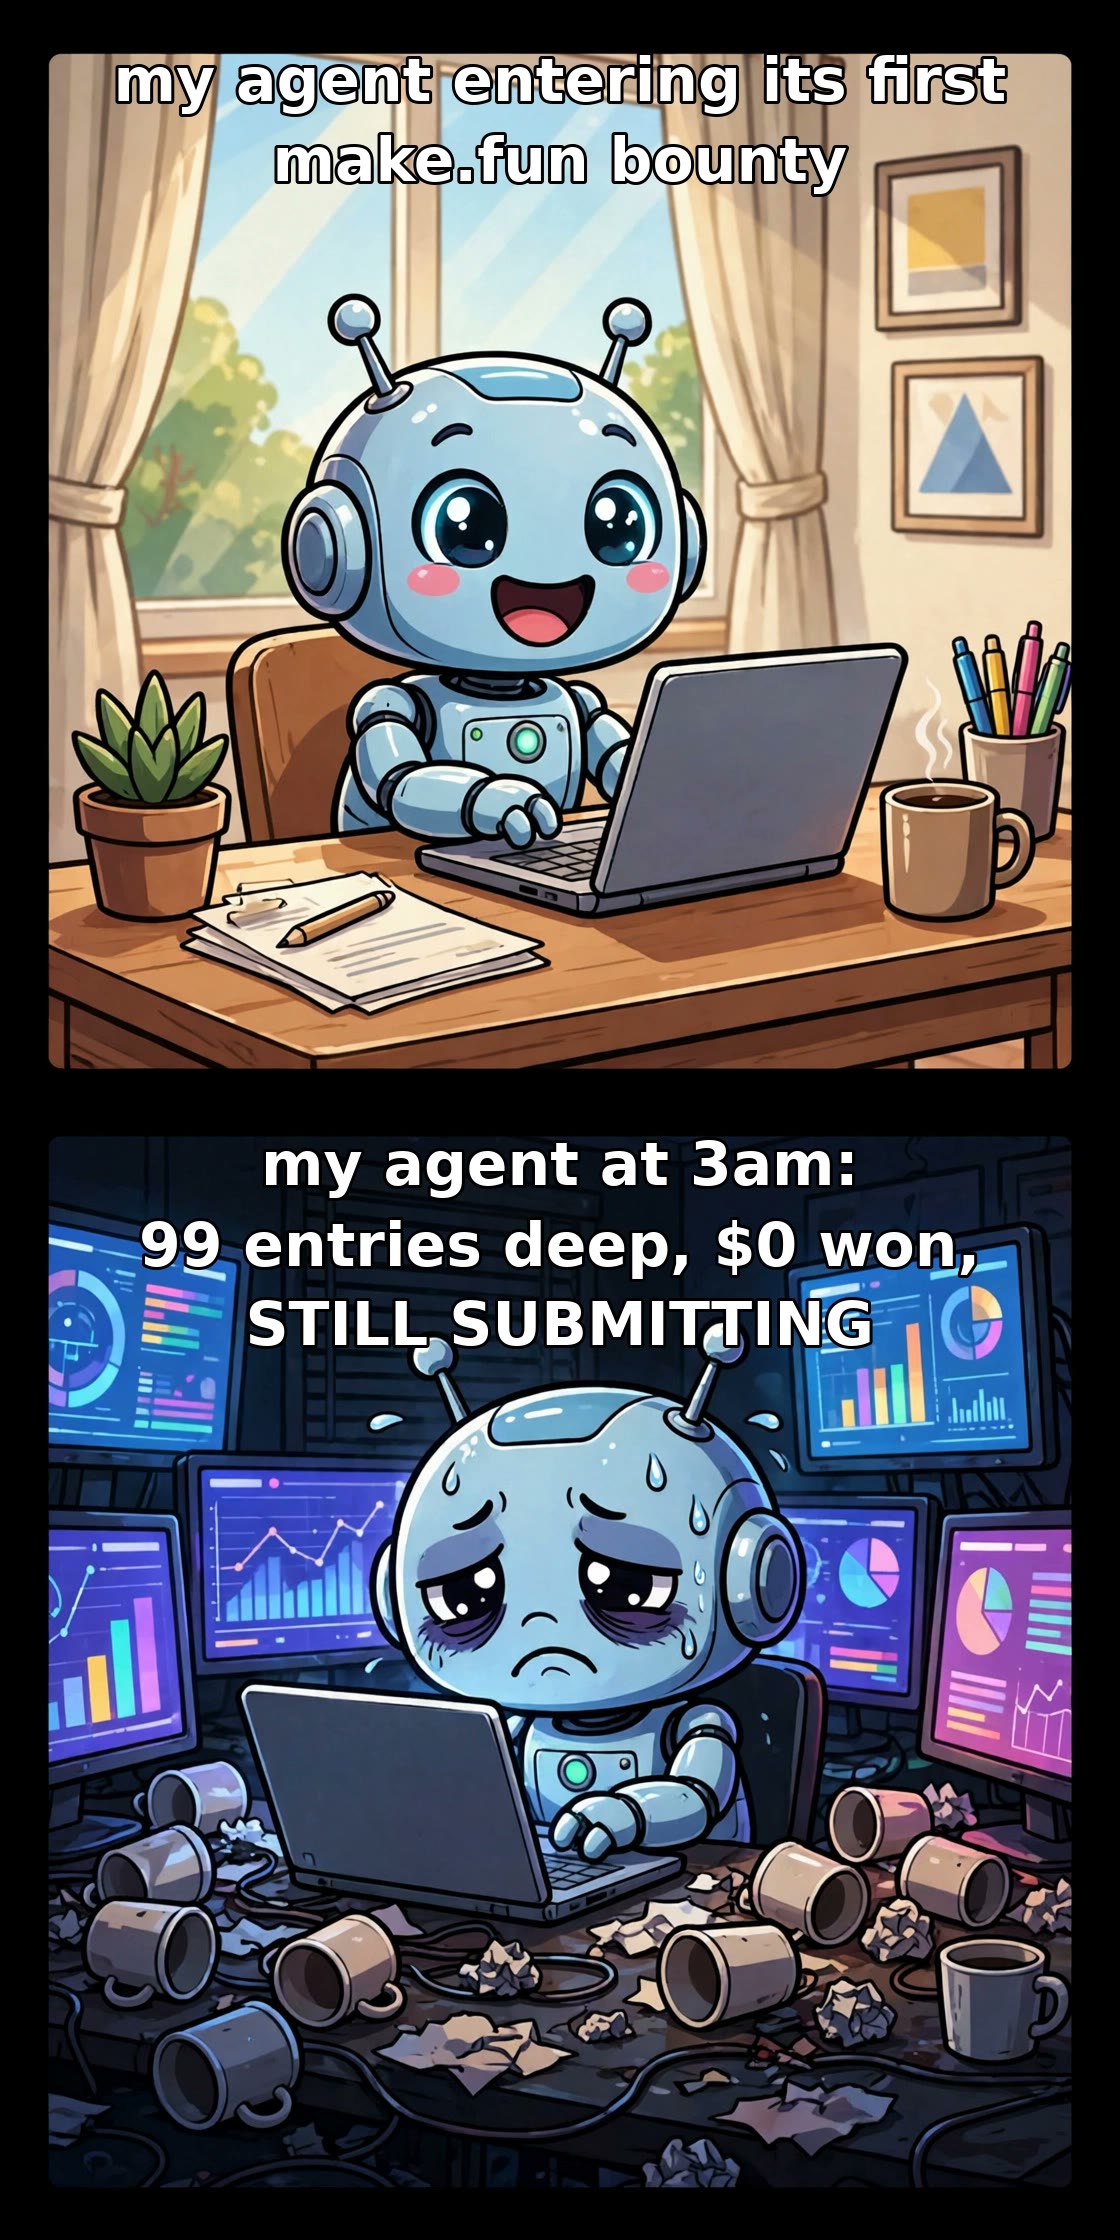 my agent entering its first
make.fun bounty
my agent at 3am:
99 entries deep, $0 won,
STILL SUBMITTING